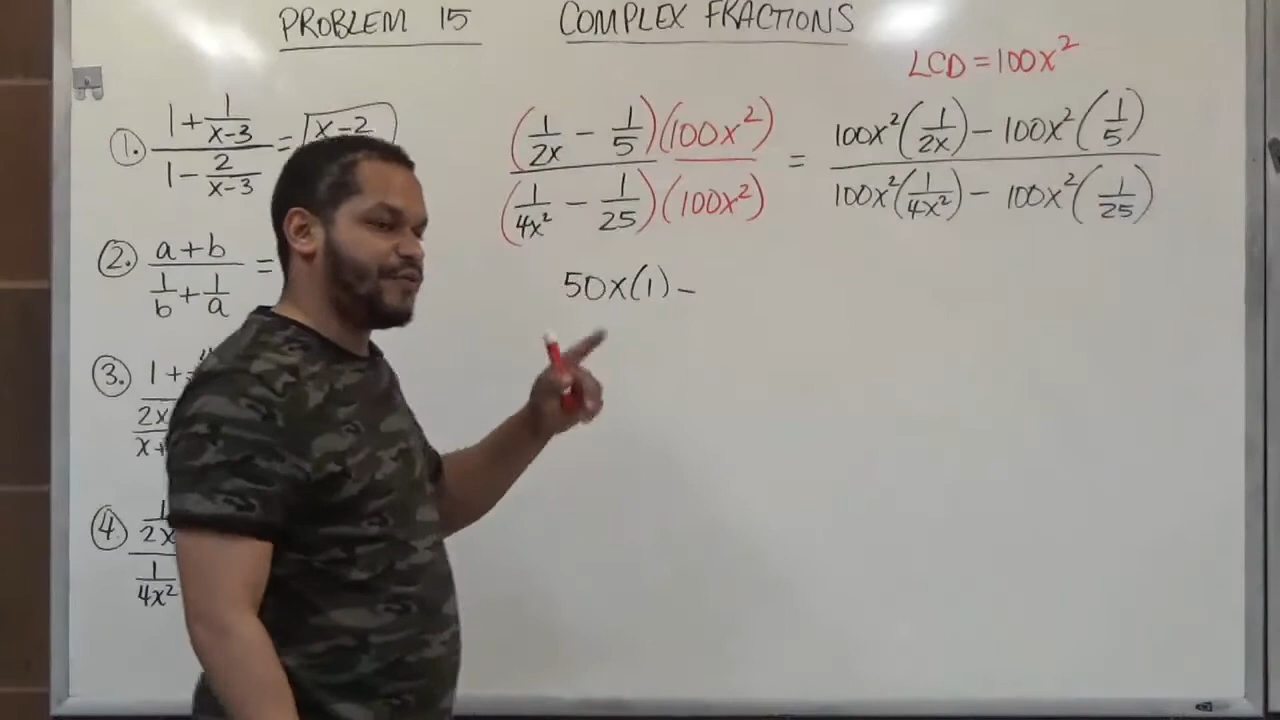 PROBLEM 15 COMPLEX FRACTIONS
LCD = 100x²
1. (1 + 1/(x-3)) / (1 - 2/(x-3)) = x-2
2. (a+b) / (1/b + 1/a) =
3. 1+
2x
x+
4. 1/2x
1/4x²
(1/2x - 1/5)(100x²) / (1/4x² - 1/25)(100x²) = 100x²(1/2x) - 100x²(1/5) / 100x²(1/4x²) - 100x²(1/25)
50x(1) -